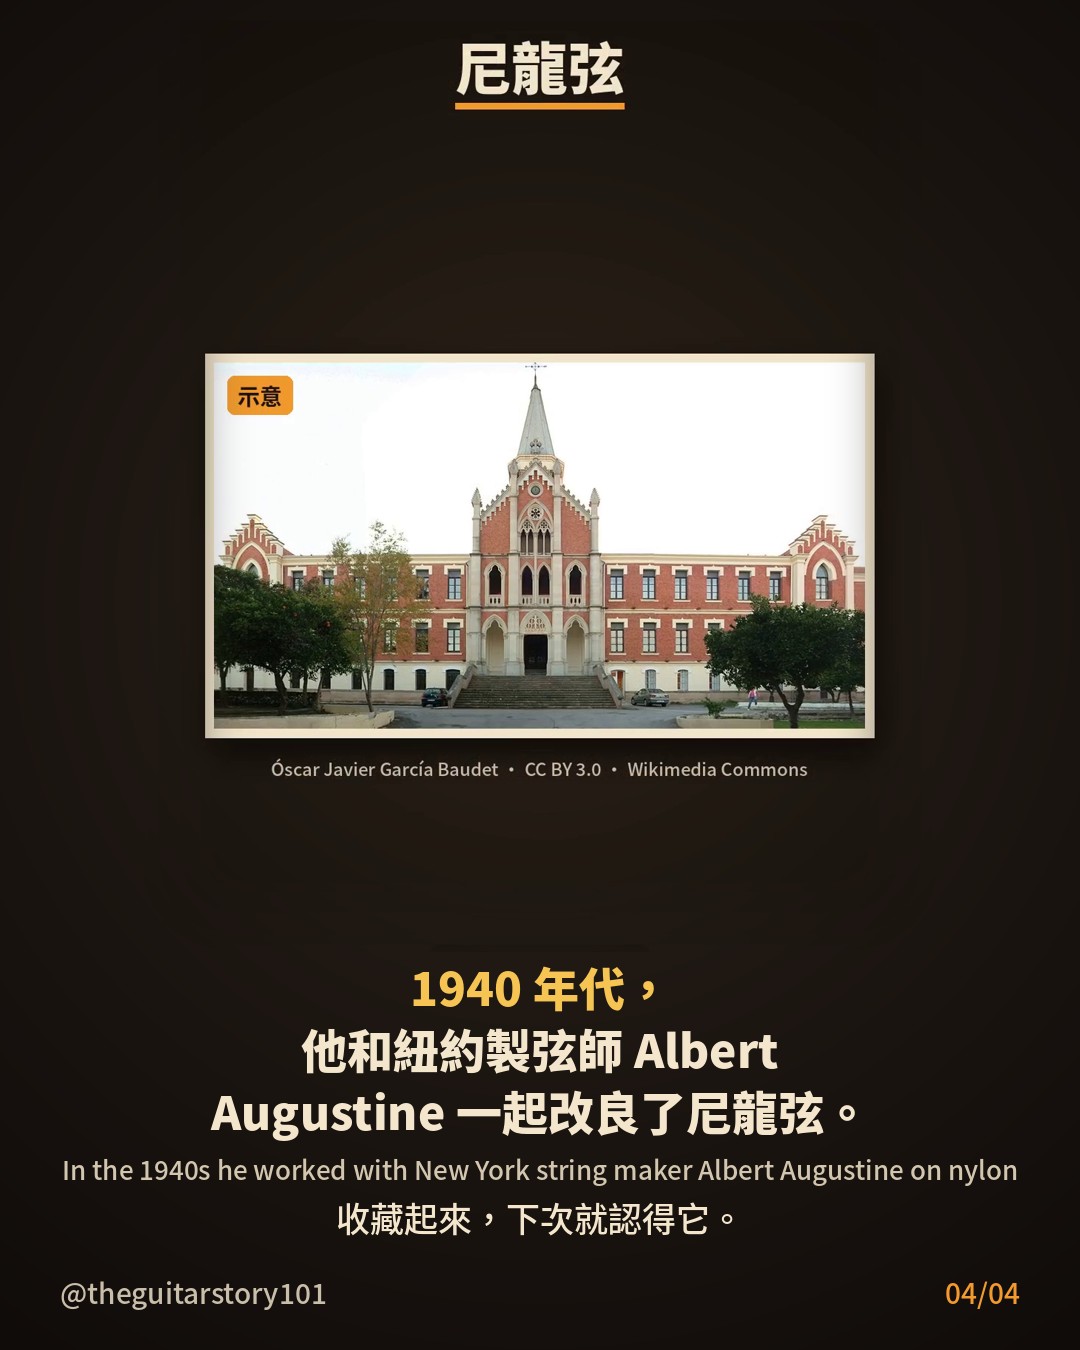 尼龍弦
示意
Óscar Javier García Baudet · CC BY 3.0 · Wikimedia Commons
1940 年代，
他和紐約製弦師 Albert
Augustine 一起改良了尼龍弦。
In the 1940s he worked with New York string maker Albert Augustine on nylon
收藏起來，下次就認得它。
@theguitarstory101
04/04